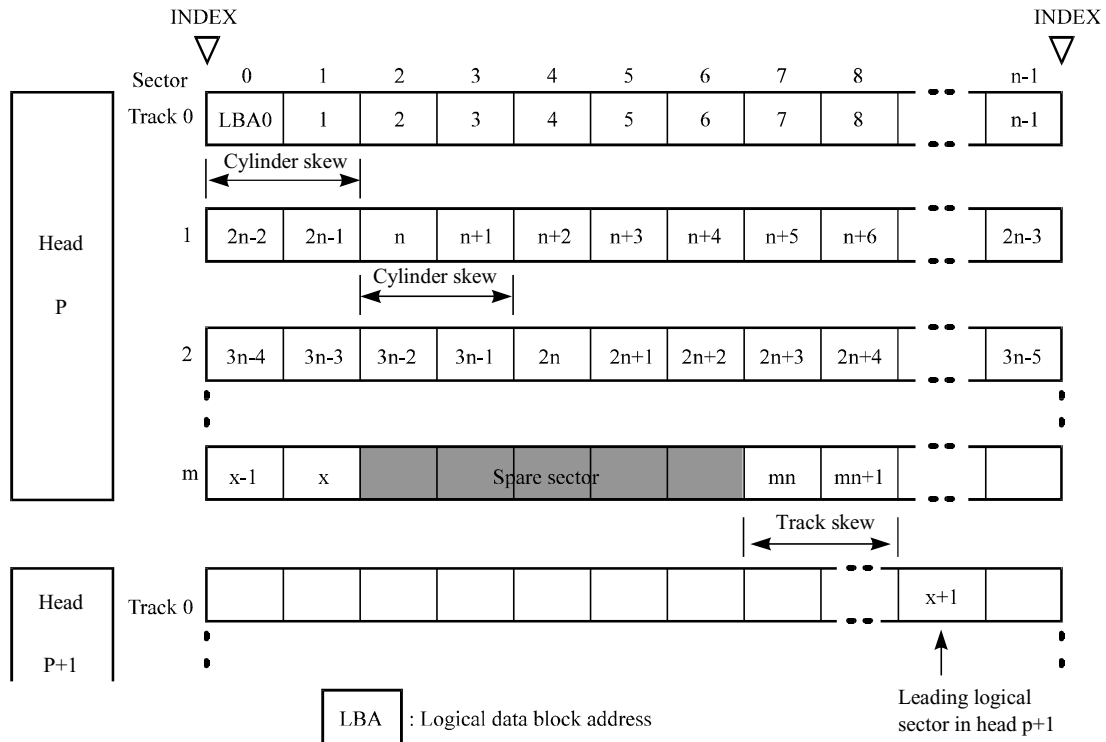 INDEX INDEX
Sector 0 1 2 3 4 5 6 7 8 n-1
Track 0 LBA0 1 2 3 4 5 6 7 8 n-1
Cylinder skew
Head
P
1 2n-2 2n-1 n n+1 n+2 n+3 n+4 n+5 n+6 2n-3
Cylinder skew
2 3n-4 3n-3 3n-2 3n-1 2n 2n+1 2n+2 2n+3 2n+4 3n-5
m x-1 x Spare sector mn mn+1
Track skew
Head
P+1
Track 0 x+1
Leading logical
sector in head p+1
LBA : Logical data block address